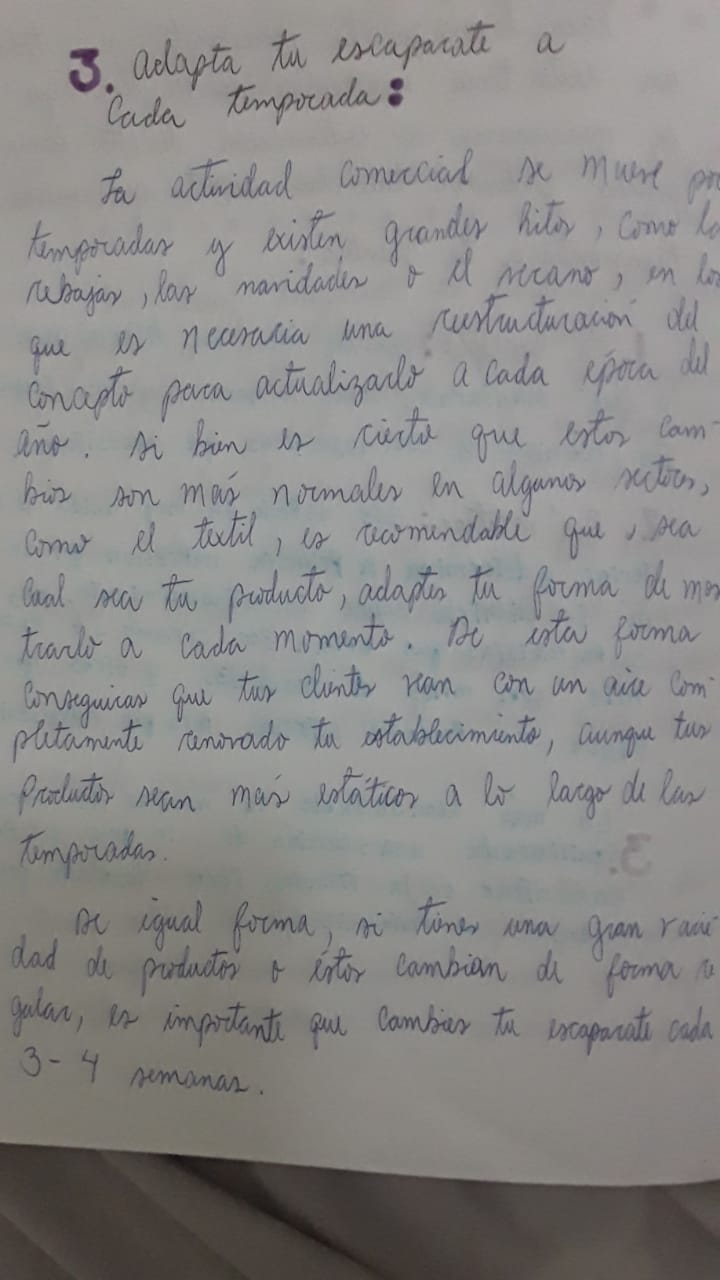 3. Adapta tu escaparate a
Cada temporada:
La actividad comercial se mueve por
temporadas y existen grandes hitos, como la
rebajas, las navidades o el verano, en los
que es necesaria una reestructuración del
concepto para actualizarlo a cada época del
año. Si bien es cierto que estos cam-
bios son más normales en algunos sectores,
como el textil, es recomendable que, sea
cual sea tu producto, adaptes tu forma de mos
trarlo a cada momento. De esta forma
conseguiras que tus clientes vean con un aire com-
pletamente renovado tu establecimiento, aunque tus
Productos sean más estáticos a lo largo de las
temporadas.
De igual forma, si tienes una gran varie
dad de productos o éstos cambian de forma re
gular, es importante que cambies tu escaparate cada
3-4 semanas.
3.